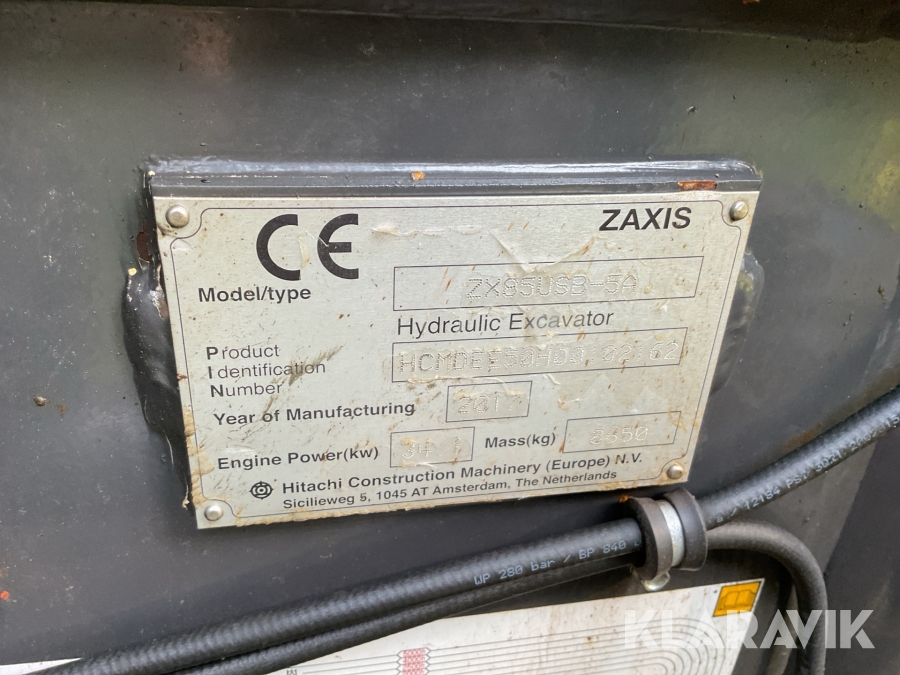 CE
ZAXIS
Model/type ZX85USB-5A
Hydraulic Excavator
Product
Identification
Number
Year of Manufacturing
Engine Power(kw) Mass(kg)
Hitachi Construction Machinery (Europe) N.V.
Sicilieweg 5, 1045 AT Amsterdam, The Netherlands
WP 280 bar / BP 840
KLARAVIK